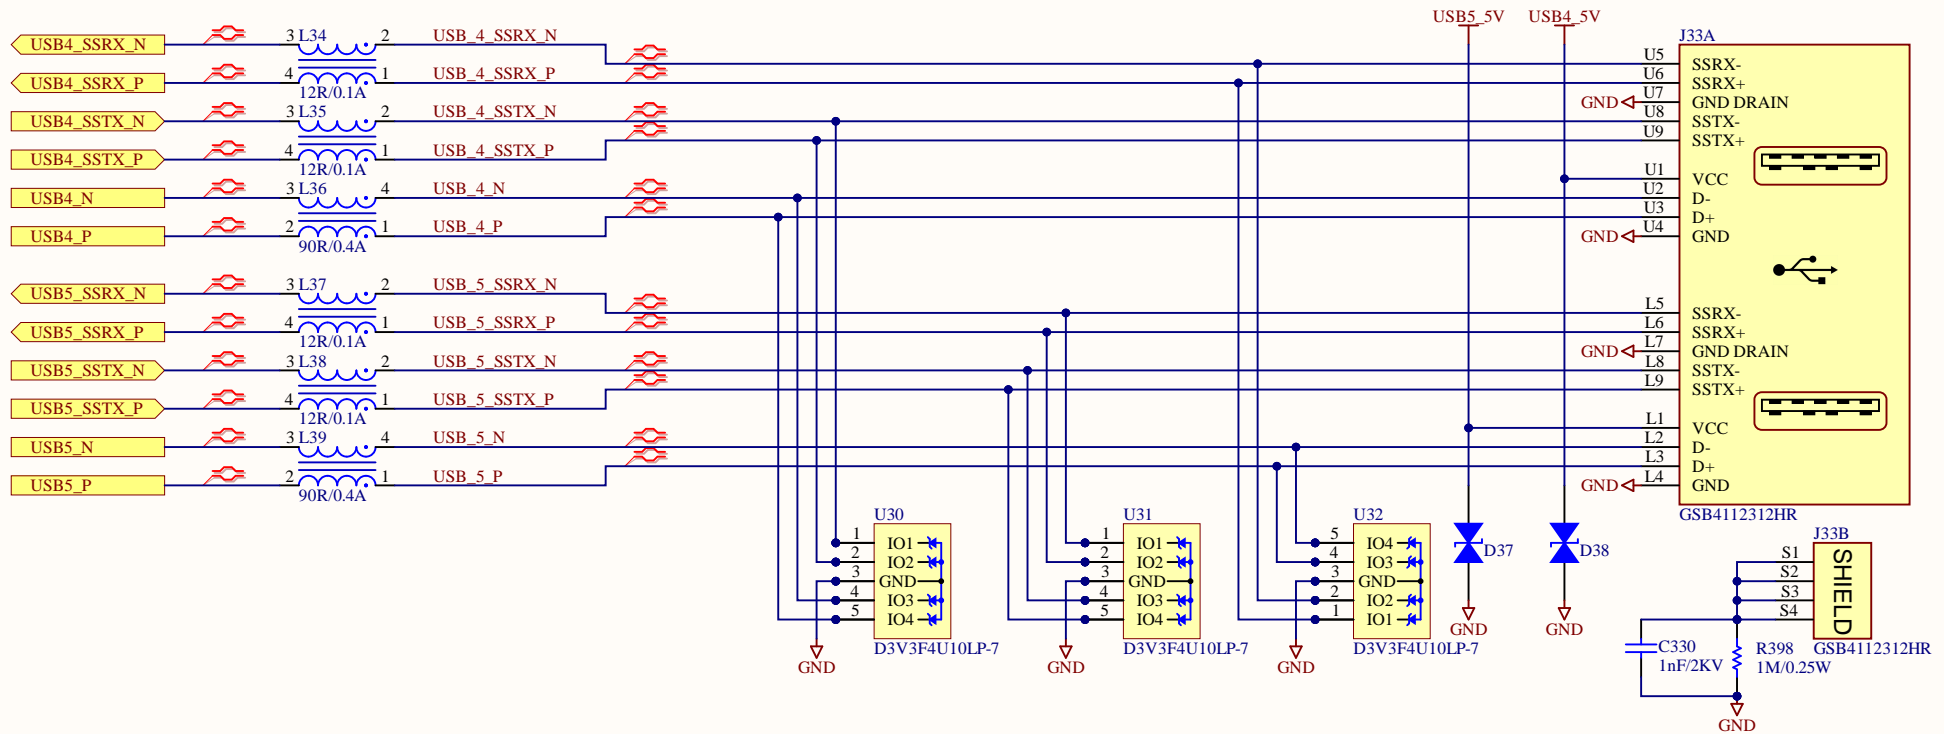 USB5_5V USB4_5V
USB4_SSRX_N 3 L34 2 USB_4_SSRX_N
USB4_SSRX_P 4 1 USB_4_SSRX_P
12R/0.1A
USB4_SSTX_N 3 L35 2 USB_4_SSTX_N
USB4_SSTX_P 4 1 USB_4_SSTX_P
12R/0.1A
USB4_N 3 L36 4 USB_4_N
USB4_P 2 1 USB_4_P
90R/0.4A
USB5_SSRX_N 3 L37 2 USB_5_SSRX_N
USB5_SSRX_P 4 1 USB_5_SSRX_P
12R/0.1A
USB5_SSTX_N 3 L38 2 USB_5_SSTX_N
USB5_SSTX_P 4 1 USB_5_SSTX_P
12R/0.1A
USB5_N 3 L39 4 USB_5_N
USB5_P 2 1 USB_5_P
90R/0.4A
J33A
U5 SSRX-
U6 SSRX+
GND U7 GND DRAIN
U8 SSTX-
U9 SSTX+
U1 VCC
U2 D-
U3 D+
GND U4 GND
L5 SSRX-
L6 SSRX+
GND L7 GND DRAIN
L8 SSTX-
L9 SSTX+
L1 VCC
L2 D-
L3 D+
GND L4 GND
GSB4112312HR
U30
1 IO1
2 IO2
3 GND
4 IO3
5 IO4
D3V3F4U10LP-7
GND
U31
1 IO1
2 IO2
3 GND
4 IO3
5 IO4
D3V3F4U10LP-7
GND
U32
5 IO4
4 IO3
3 GND
2 IO2
1 IO1
D3V3F4U10LP-7
GND
D37
GND
D38
GND
J33B
S1
S2
S3
S4
SHIELD
GSB4112312HR
C330
1nF/2KV
R398
1M/0.25W
GND